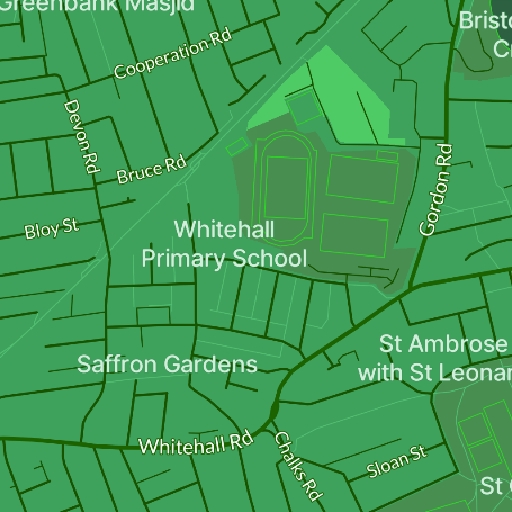 Greenbank Masjid
Cooperation Rd
Devon Rd
Bruce Rd
Gordon Rd
Bloy St
Whitehall
Primary School
St Ambrose
with St Leonar
Saffron Gardens
Whitehall Rd
Chalks Rd
Sloan St
St